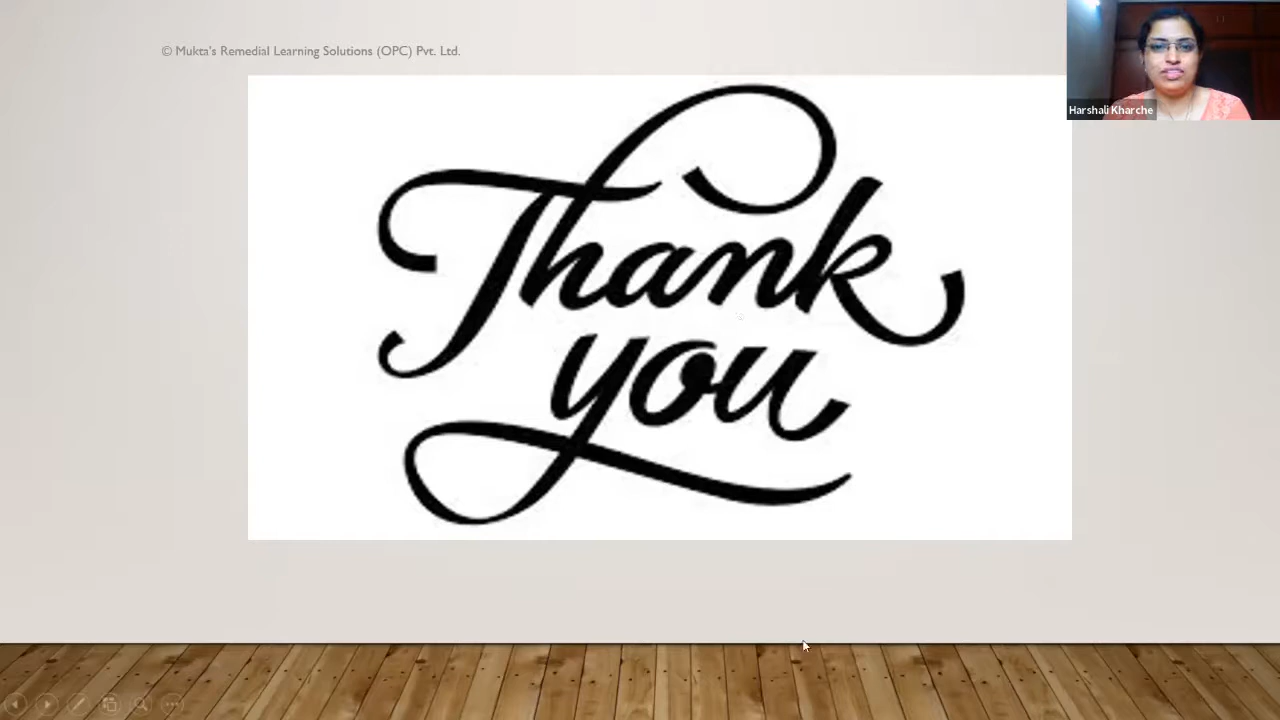 © Mukta's Remedial Learning Solutions (OPC) Pvt. Ltd.
Harshali Kharche
Thank
you